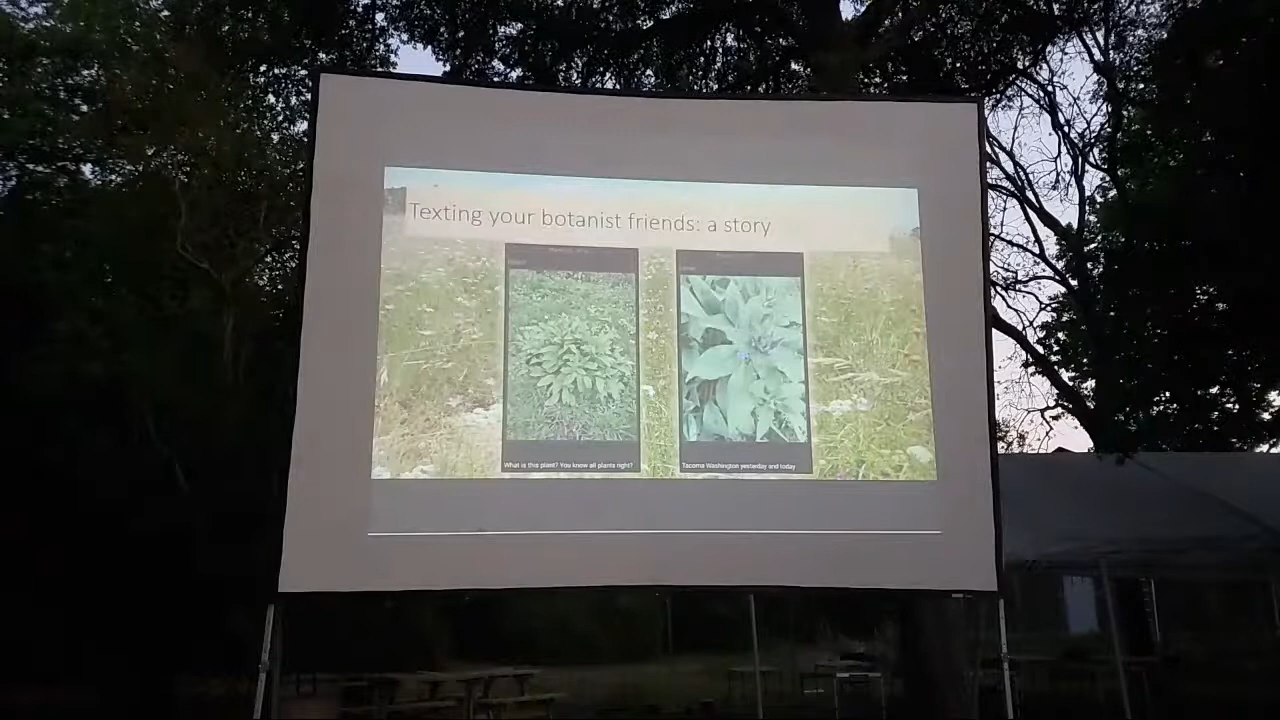 Texting your botanist friends: a story
What is this plant? You know all plants right?
Tacoma Washington yesterday and today